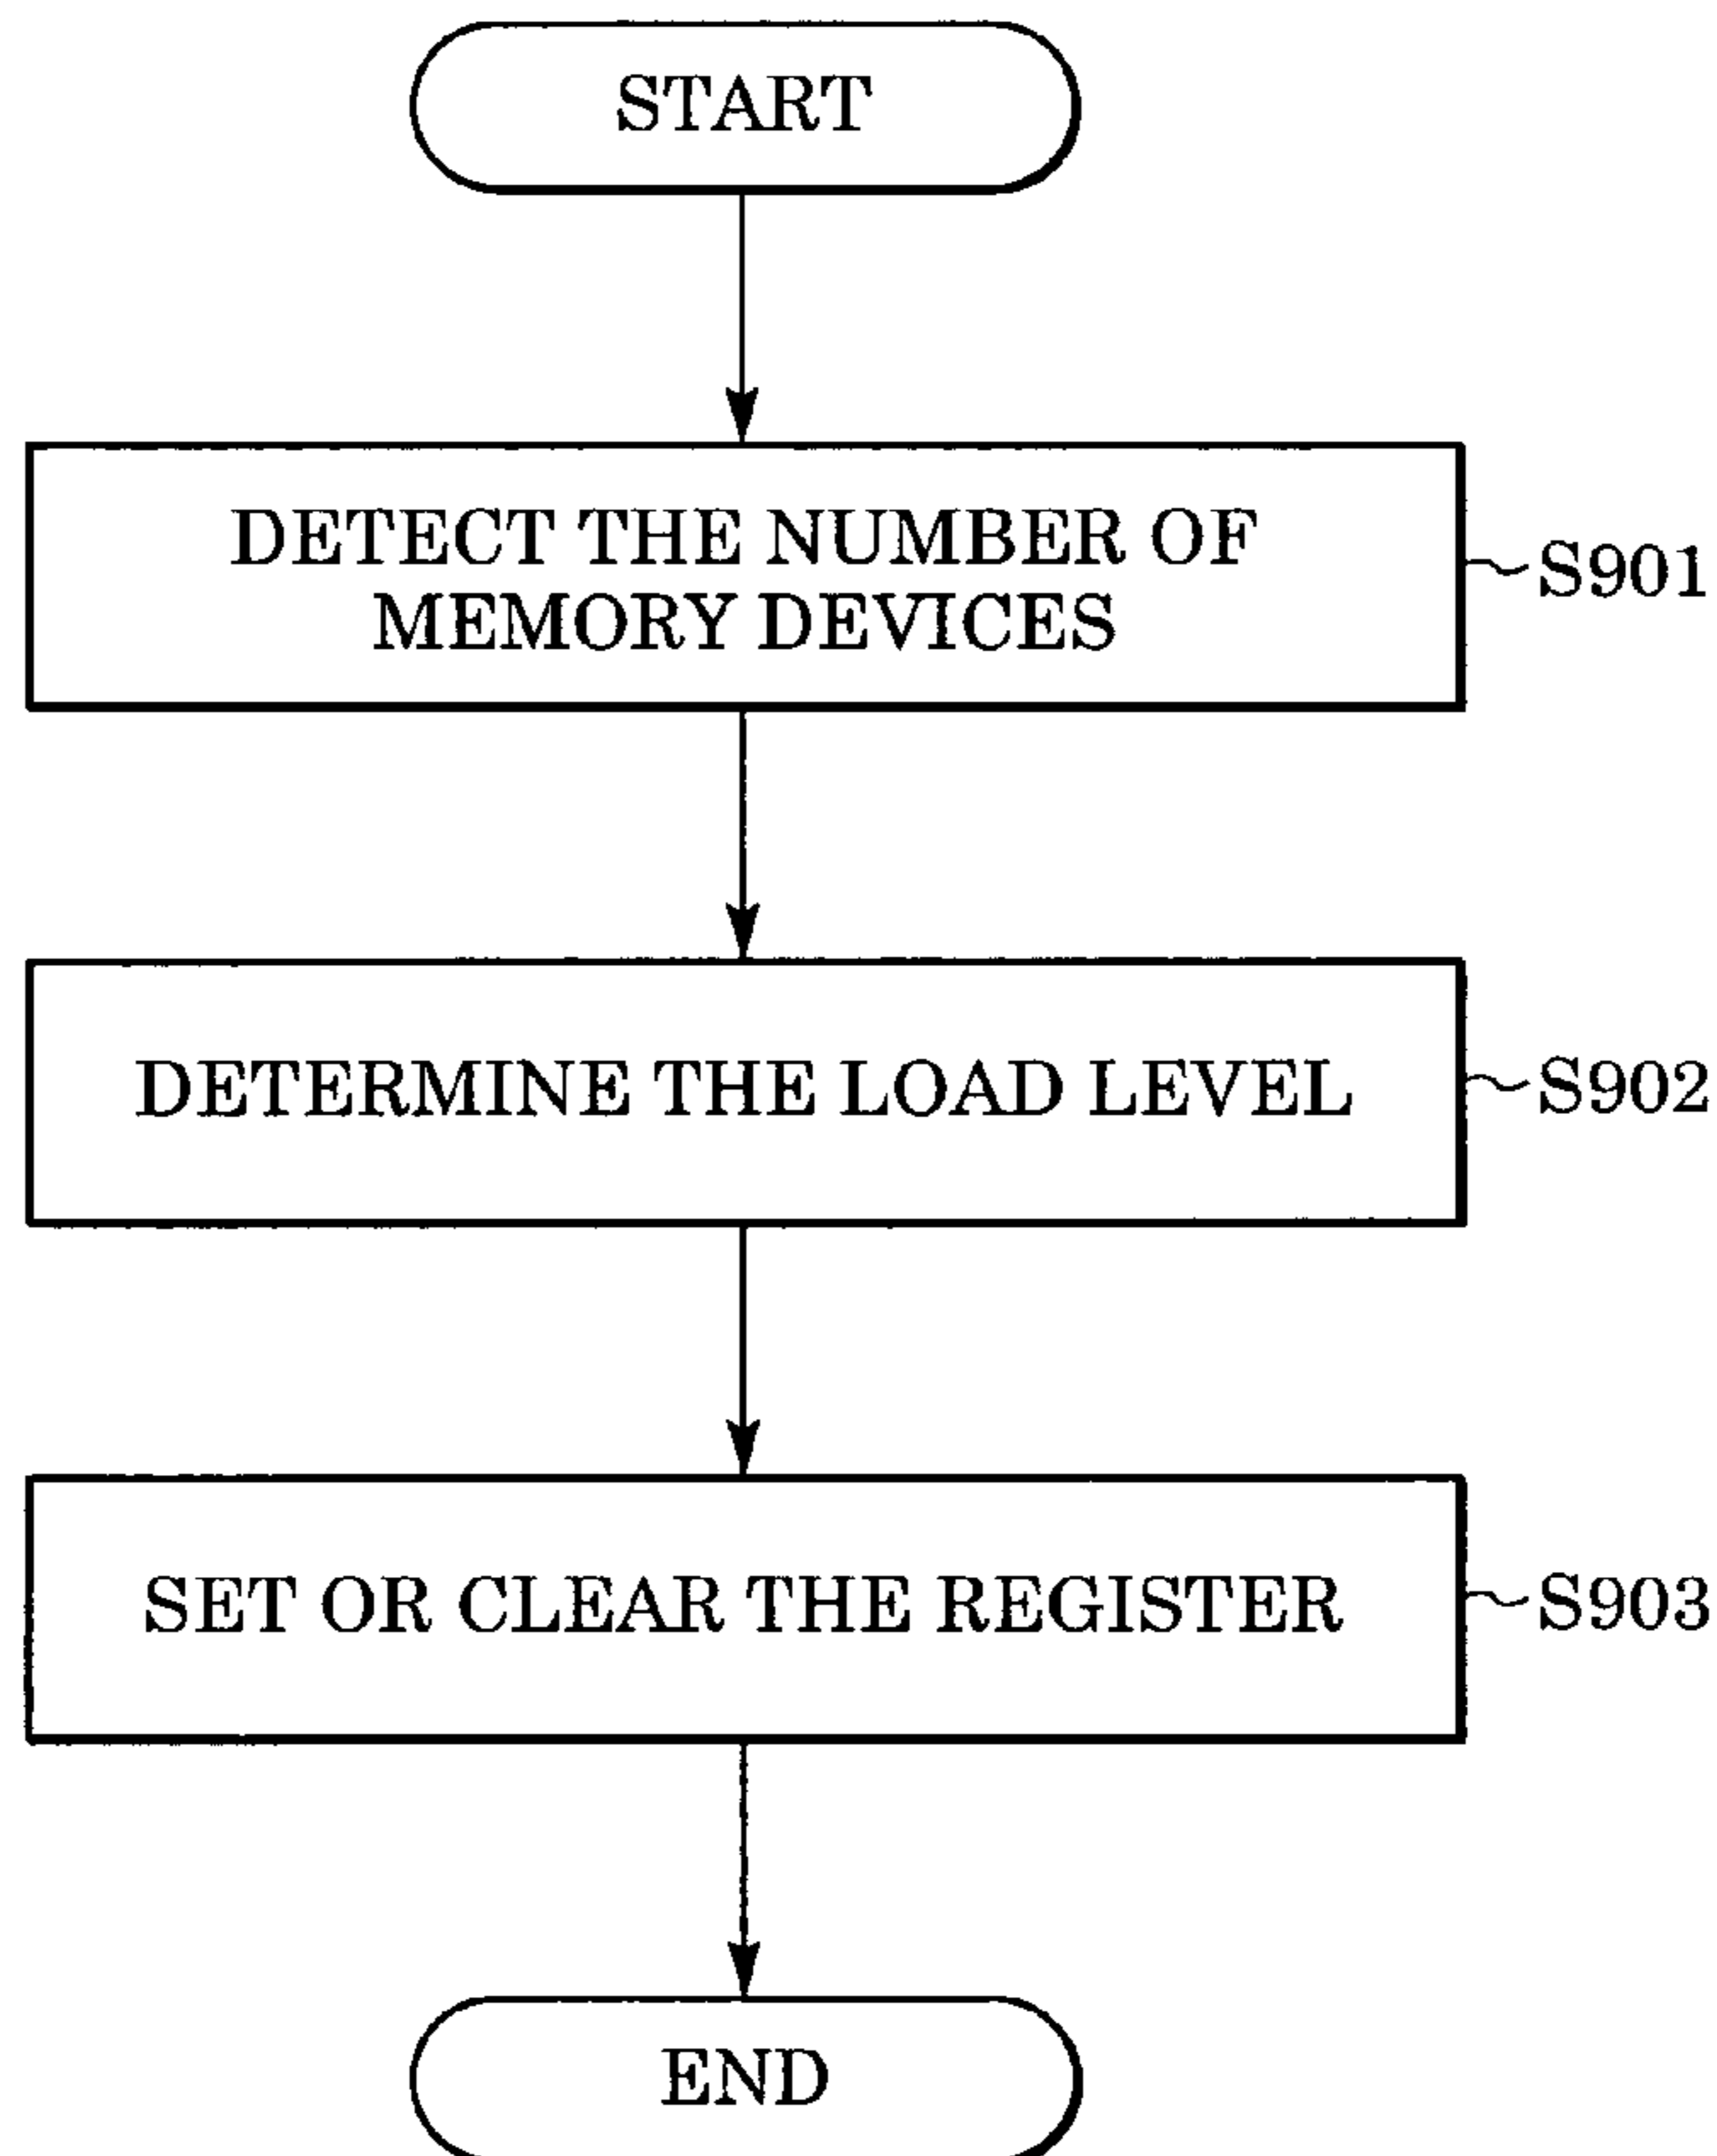 START
DETECT THE NUMBER OF
MEMORY DEVICES
S901
DETERMINE THE LOAD LEVEL
S902
SET OR CLEAR THE REGISTER
S903
END